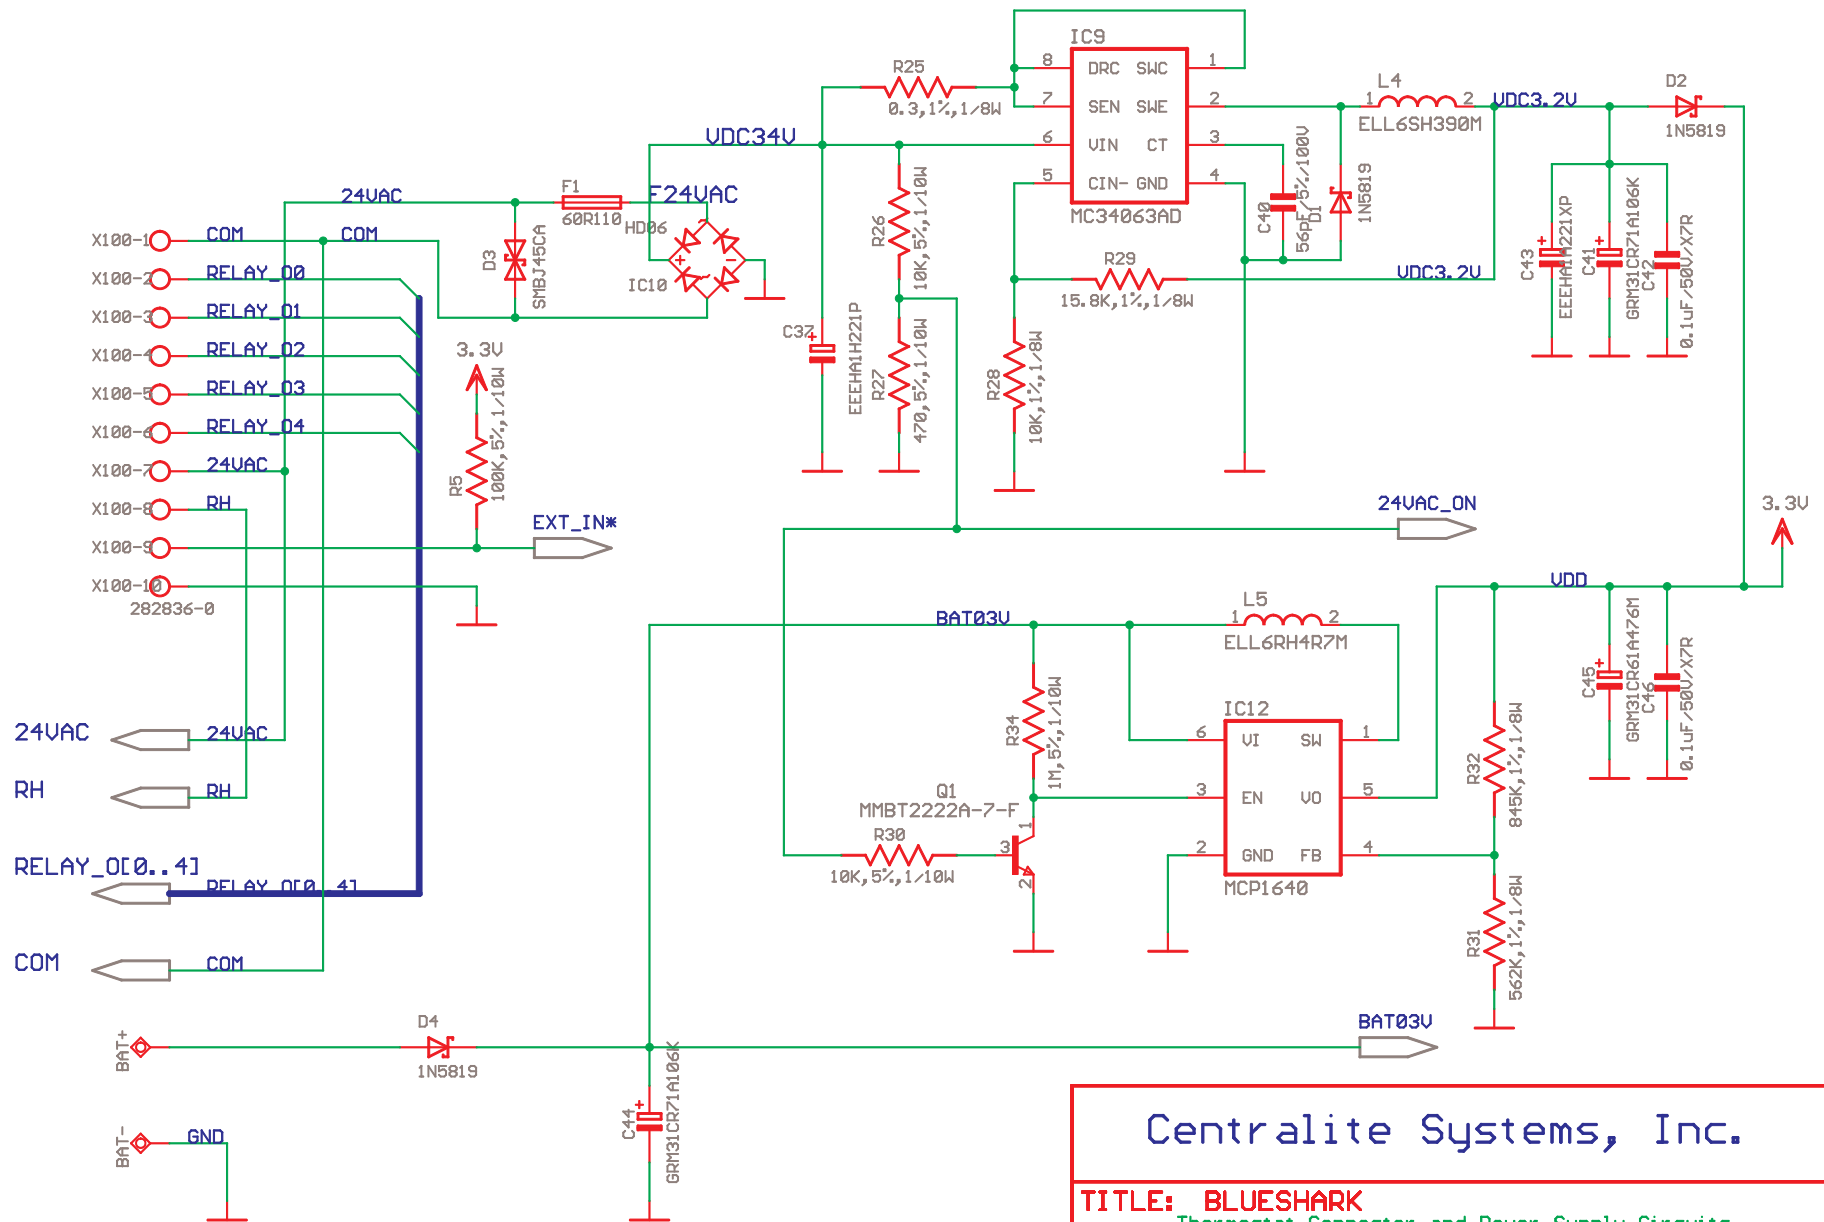 IC9
8 DRC SWC 1
7 SEN SWE 2
6 VIN CT 3
5 CIN- GND 4
MC34063AD
R25
0.3,1%,1/8W
L4
1 2
ELL6SH390M
VDC3.2V
D2
1N5819
VDC34V
24VAC
F1
60R110
F24VAC
HD06
IC10
D3
SMBJ45CA
R26
10K,5%,1/10W
R27
470,5%,1/10W
C37
EEEHA1H221P
R29
15.8K,1%,1/8W
R28
10K,1%,1/8W
C40
56pF/5%/100V
D1
1N5819
VDC3.2V
C43
EEEHA1A221XP
C41
GRM31CR71A106K
C42
0.1uF/50V/X7R
X100-1 COM COM
X100-2 RELAY_O0
X100-3 RELAY_O1
X100-4 RELAY_O2
X100-5 RELAY_O3
X100-6 RELAY_O4
X100-7 24VAC
X100-8 RH
X100-9
X100-10
282836-0
3.3V
R5
100K,5%,1/10W
EXT_IN*
24VAC_ON
3.3V
VDD
BAT03V
L5
1 2
ELL6RH4R7M
R34
1M,5%,1/10W
IC12
6 VI SW 1
3 EN VO 5
2 GND FB 4
MCP1640
Q1
MMBT2222A-7-F
1
3
2
R30
10K,5%,1/10W
R32
845K,1%,1/8W
R31
562K,1%,1/8W
C45
GRM31CR61A476M
C46
0.1uF/50V/X7R
24VAC 24VAC
RH RH
RELAY_O[0..4] RELAY_O[0..4]
COM COM
BAT+
D4
1N5819
BAT03V
C44
GRM31CR71A106K
BAT-
GND
Centralite Systems, Inc.
TITLE: BLUESHARK
Thermostat Connector and Power Supply Circuits